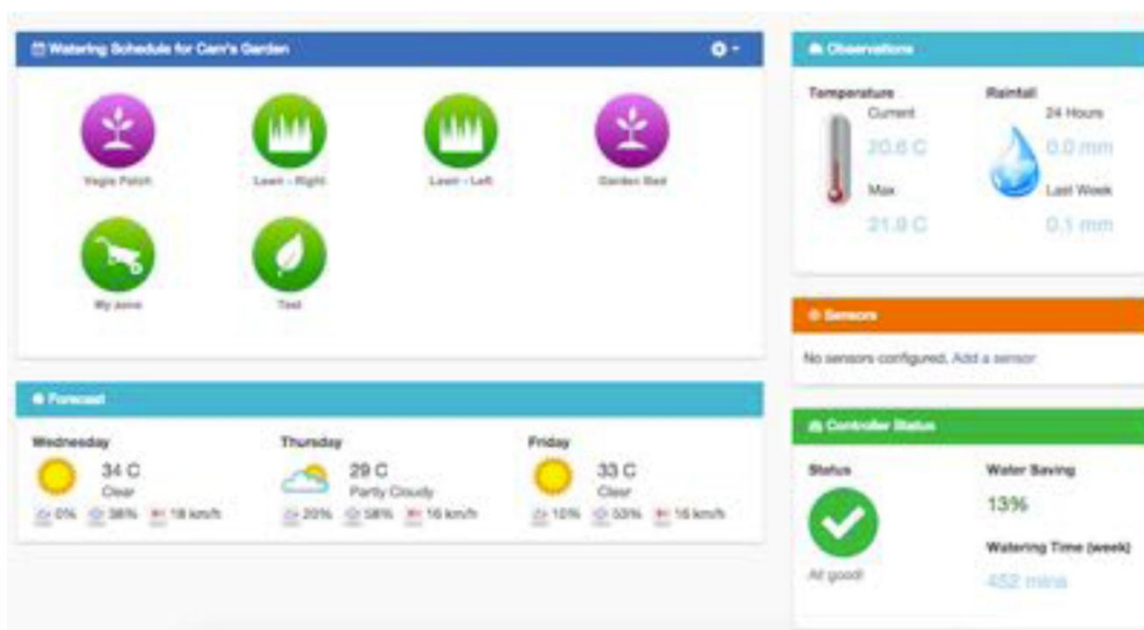 Watering Schedule for Cam's Garden
Vegie Patch
Lawn - Right
Lawn - Left
Garden Bed
My zone
Test
Forecast
Wednesday
34 C
Clear
0% 38% 18 km/h
Thursday
29 C
Partly Cloudy
20% 58% 16 km/h
Friday
33 C
Clear
10% 53% 16 km/h
Observations
Temperature
Current
20.6 C
Max
21.9 C
Rainfall
24 Hours
0.0 mm
Last Week
0.1 mm
Sensors
No sensors configured. Add a sensor
Controller Status
Status
All good!
Water Saving
13%
Watering Time (week)
452 mins